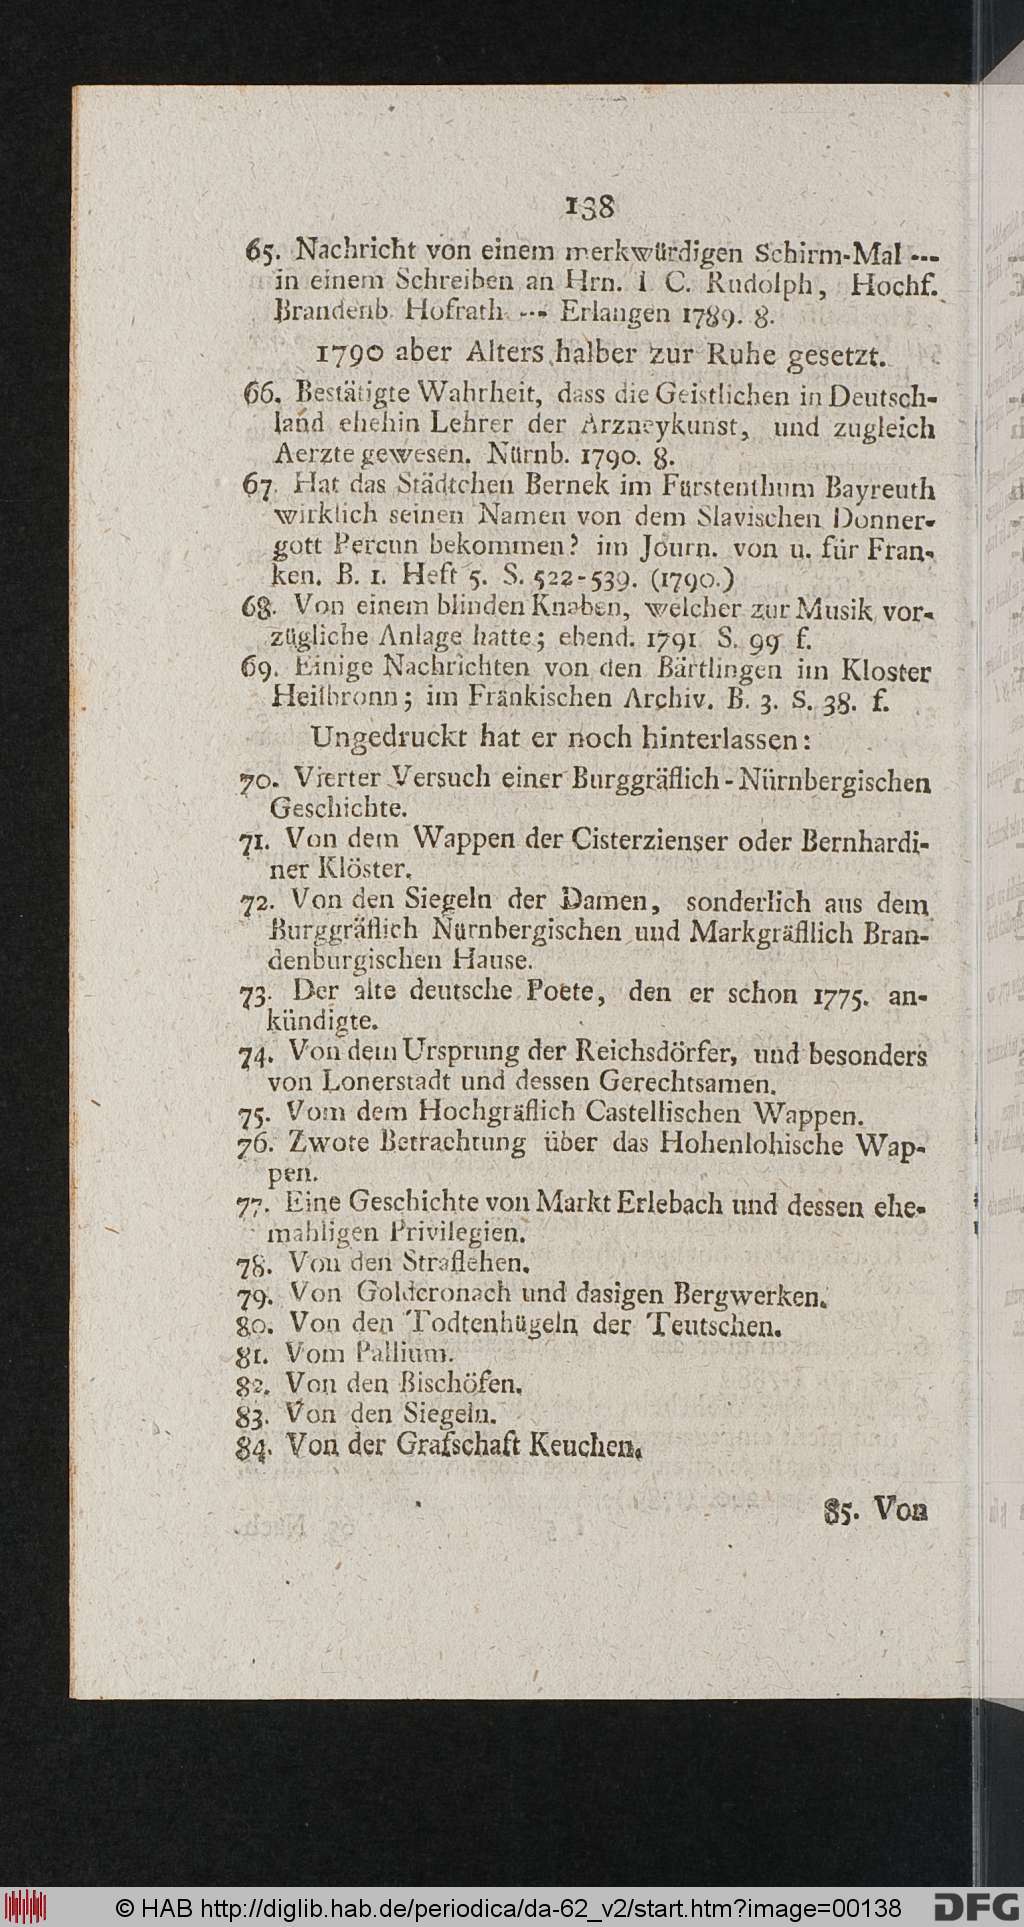 138
65. Nachricht von einem merkwürdigen Schirm-Mal ---
in einem Schreiben an Hrn. I C. Rudolph, Hochf.
Brandenb. Hofrath --- Erlangen 1789. 8.
1790 aber Alters halber zur Ruhe gesetzt.
66. Bestätigte Wahrheit, dass die Geistlichen in Deutsch-
land ehehin Lehrer der Arzneykunst, und zugleich
Aerzte gewesen. Nürnb. 1790. 8.
67. Hat das Städtchen Bernek im Fürstenthum Bayreuth
wirklich seinen Namen von dem Slavischen Donner-
gott Percun bekommen? im Journ. von u. für Fran-
ken. B. 1. Heft 5. S. 522-539. (1790.)
68. Von einem blinden Knaben, welcher zur Musik vor-
zügliche Anlage hatte; ebend. 1791 S. 99 f.
69. Einige Nachrichten von den Bärtlingen im Kloster
Heilbronn; im Fränkischen Archiv. B. 3. S. 38. f.
Ungedruckt hat er noch hinterlassen:
70. Vierter Versuch einer Burggräflich-Nürnbergischen
Geschichte.
71. Von dem Wappen der Cisterzienser oder Bernhardi-
ner Klöster.
72. Von den Siegeln der Damen, sonderlich aus dem
Burggräflich Nürnbergischen und Markgräfllich Bran-
denburgischen Hause.
73. Der alte deutsche Poete, den er schon 1775. an-
kündigte.
74. Von dem Ursprung der Reichsdörfer, und besonders
von Lonerstadt und dessen Gerechtsamen.
75. Vom dem Hochgräflich Castellischen Wappen.
76. Zwote Betrachtung über das Hohenlohische Wap-
pen.
77. Eine Geschichte von Markt Erlebach und dessen ehe-
mahligen Privilegien.
78. Von den Straflehen.
79. Von Goldcronach und dasigen Bergwerken.
80. Von den Todtenhügeln der Teutschen.
81. Vom Pallium.
82. Von den Bischöfen.
83. Von den Siegeln.
84. Von der Grafschaft Keuchen.
85. Von
© HAB http://diglib.hab.de/periodica/da-62_v2/start.htm?image=00138
DFG